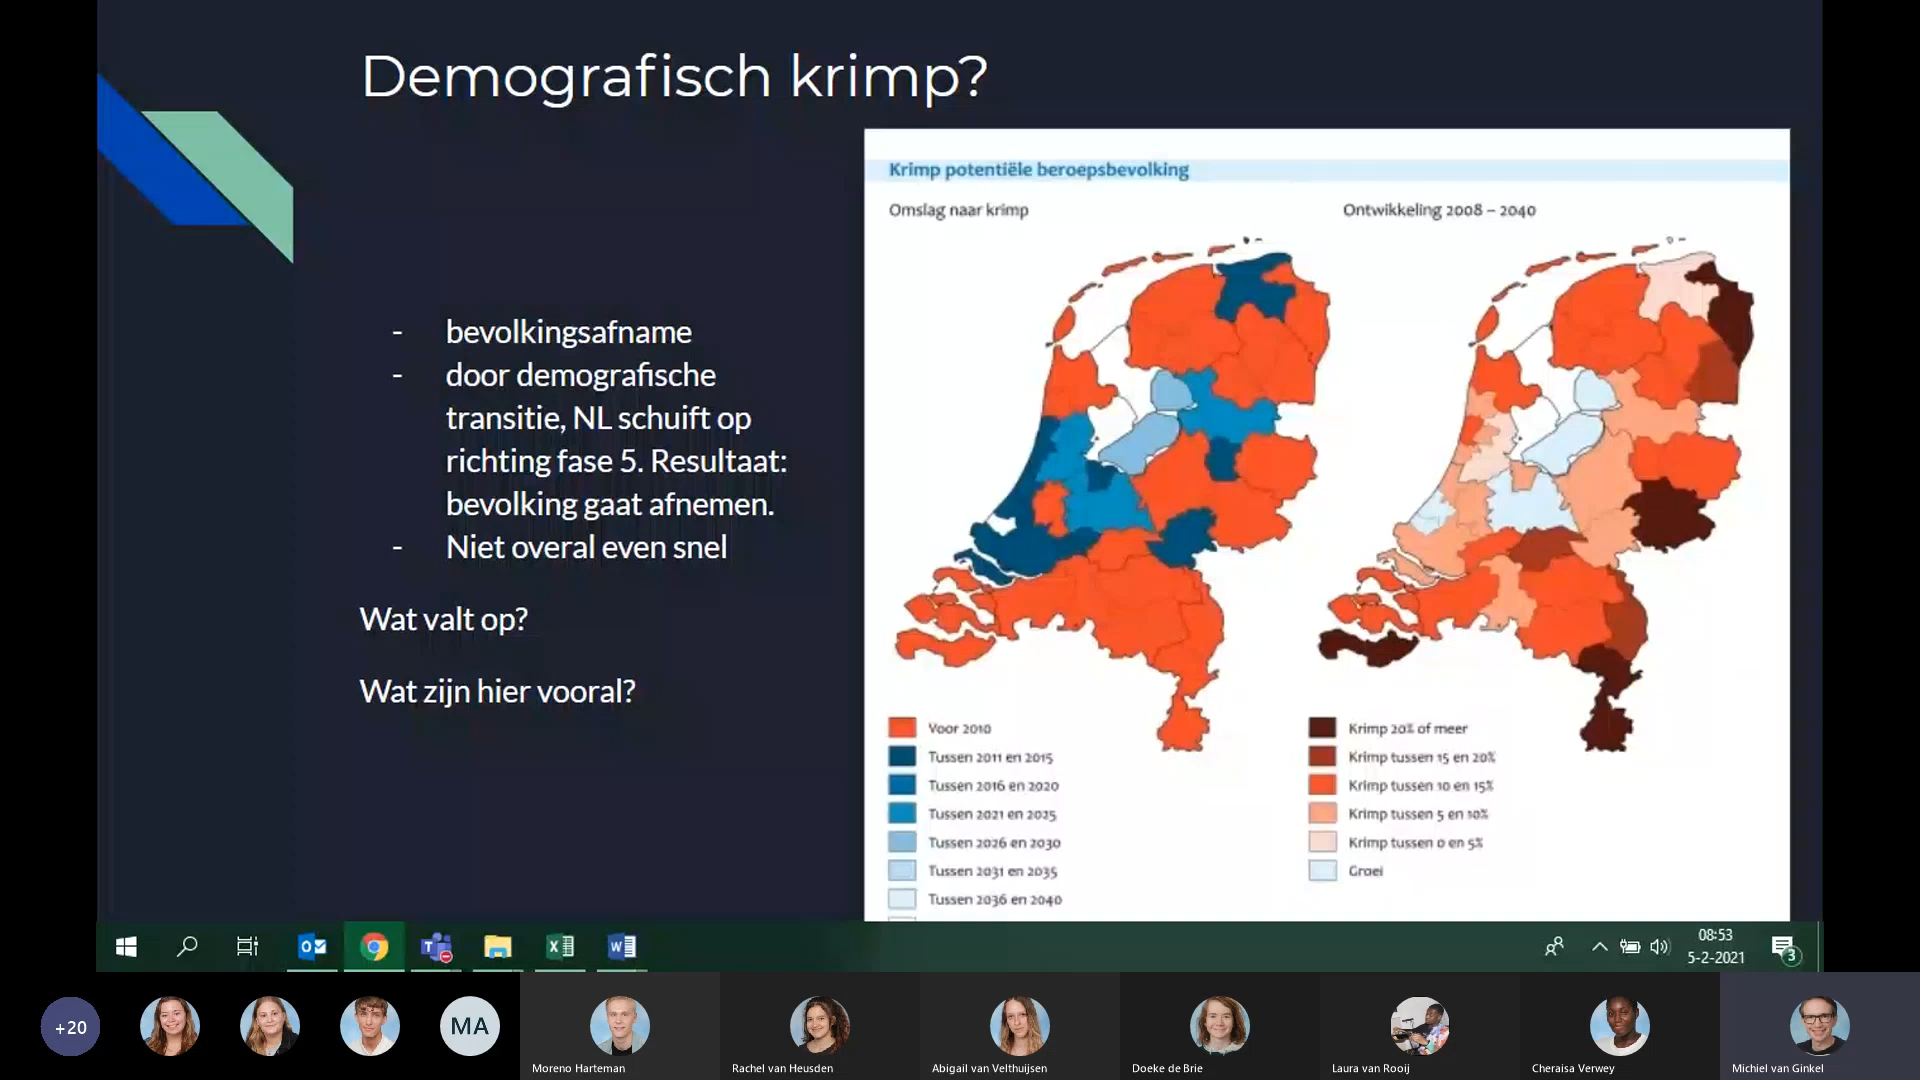 Demografisch krimp?
- bevolkingsafname
- door demografische
transitie, NL schuift op
richting fase 5. Resultaat:
bevolking gaat afnemen.
- Niet overal even snel
Wat valt op?
Wat zijn hier vooral?
Krimp potentiële beroepsbevolking
Omslag naar krimp
Ontwikkeling 2008 – 2040
Voor 2010
Tussen 2011 en 2015
Tussen 2016 en 2020
Tussen 2021 en 2025
Tussen 2026 en 2030
Tussen 2031 en 2035
Tussen 2036 en 2040
Krimp 20% of meer
Krimp tussen 15 en 20%
Krimp tussen 10 en 15%
Krimp tussen 5 en 10%
Krimp tussen 0 en 5%
Groei
08:53
5-2-2021
3
+20
MA
Moreno Harteman
Rachel van Heusden
Abigail van Velthuijsen
Doeke de Brie
Laura van Rooij
Cheraisa Verwey
Michiel van Ginkel